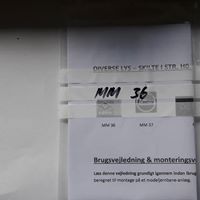 DIVERSE LYS – SKILTE I STR. H0
MM 36
MM 36 MM 37
Brugsvejledning & monteringsv
Læs denne vejledning grundigt igennem inden ibrug
beregnet til montage på et modeljernbane anlæg.